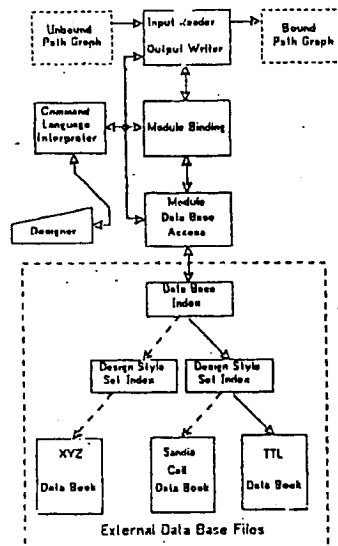 Unbound
Path Graph
Input Reader
Output Writer
Bound
Path Graph
Command
Language
Interpreter
Module Binding
Designer
Module
Data Base
Access
Data Base
Index
Design Style
Set Index
Design Style
Set Index
XYZ
Data Book
Sandia
Cell
Data Book
TTL
Data Book
External Data Base Files